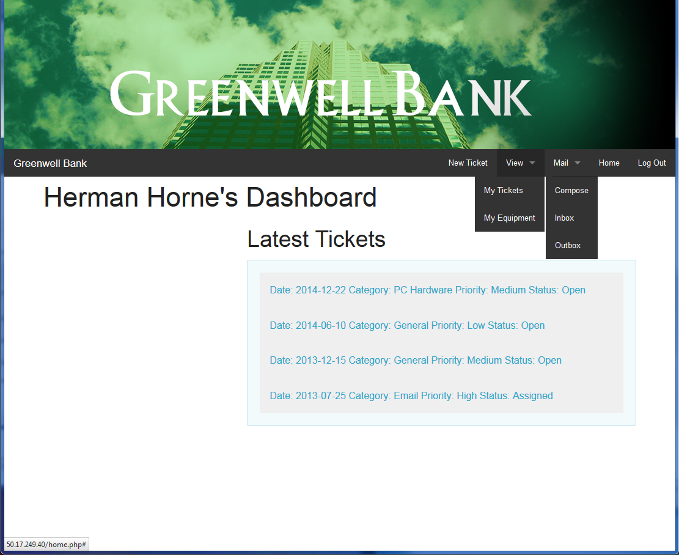 GREENWELL BANK
Greenwell Bank New Ticket View Mail Home Log Out
Herman Horne's Dashboard
My Tickets Compose
My Equipment Inbox
Outbox
Latest Tickets
Date: 2014-12-22 Category: PC Hardware Priority: Medium Status: Open
Date: 2014-06-10 Category: General Priority: Low Status: Open
Date: 2013-12-15 Category: General Priority: Medium Status: Open
Date: 2013-07-25 Category: Email Priority: High Status: Assigned
50.17.249.40/home.php#